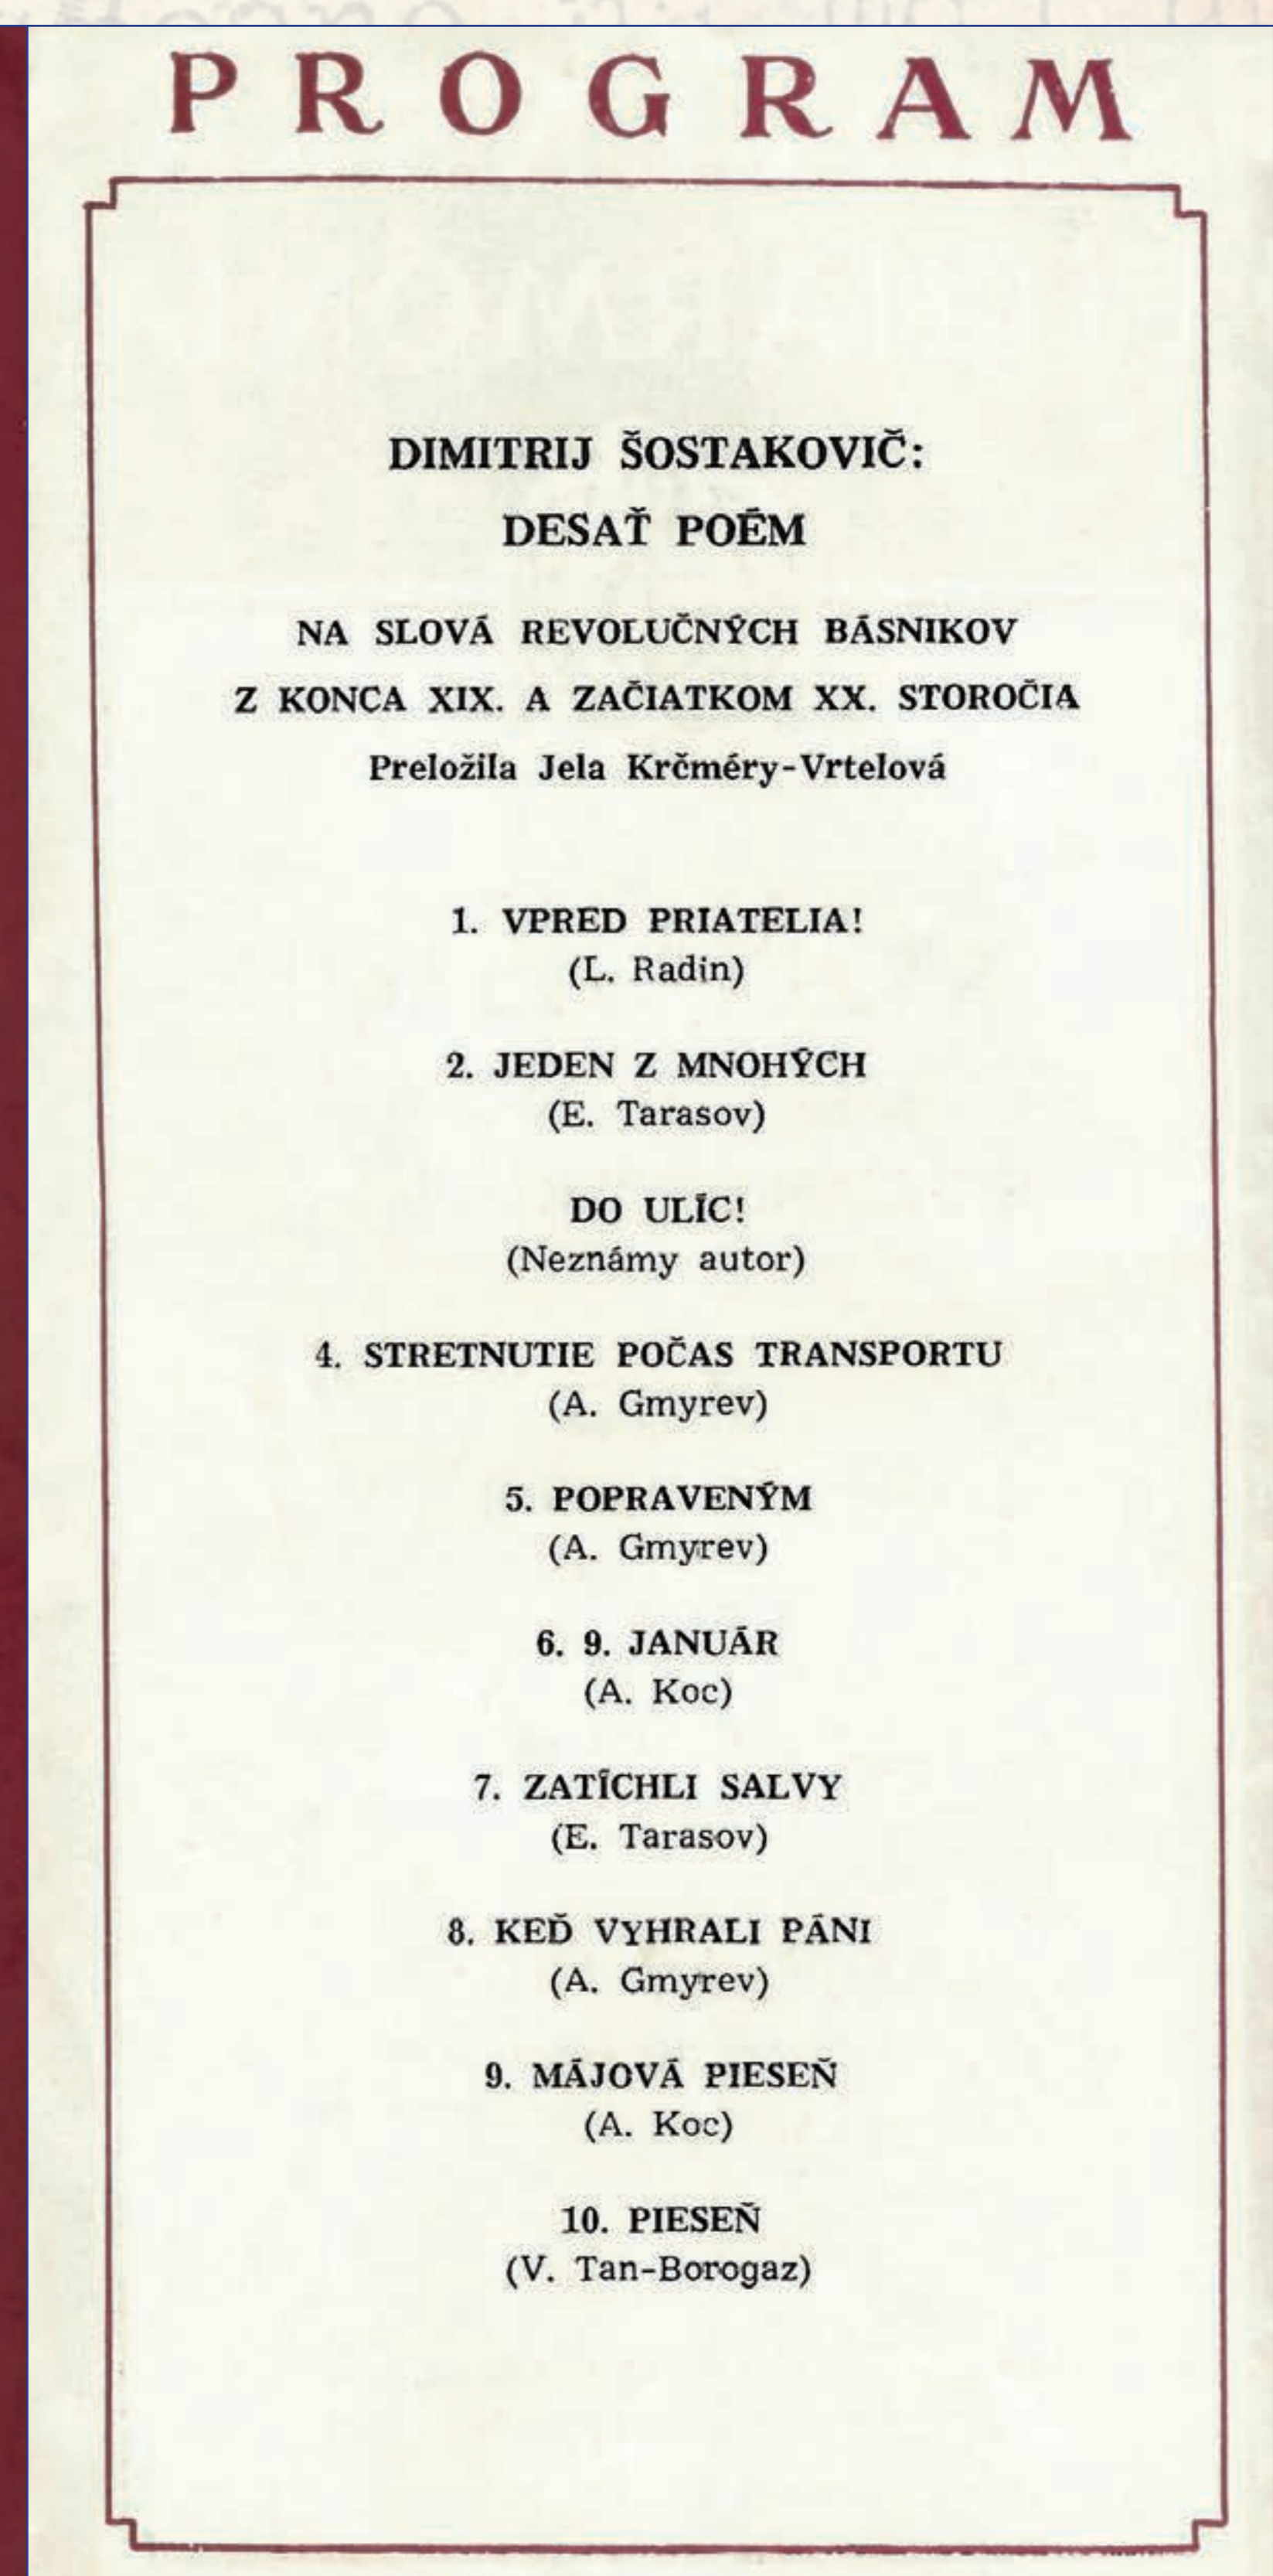 PROGRAM
DIMITRIJ ŠOSTAKOVIČ:
DESAŤ POÉM
NA SLOVÁ REVOLUČNÝCH BÁSNIKOV
Z KONCA XIX. A ZAČIATKOM XX. STOROČIA
Preložila Jela Krčméry-Vrtelová
1. VPRED PRIATELIA!
(L. Radin)
2. JEDEN Z MNOHÝCH
(E. Tarasov)
DO ULÍC!
(Neznámy autor)
4. STRETNUTIE POČAS TRANSPORTU
(A. Gmyrev)
5. POPRAVENÝM
(A. Gmyrev)
6. 9. JANUÁR
(A. Koc)
7. ZATÍCHLI SALVY
(E. Tarasov)
8. KEĎ VYHRALI PÁNI
(A. Gmyrev)
9. MÁJOVÁ PIESEŇ
(A. Koc)
10. PIESEŇ
(V. Tan-Borogaz)